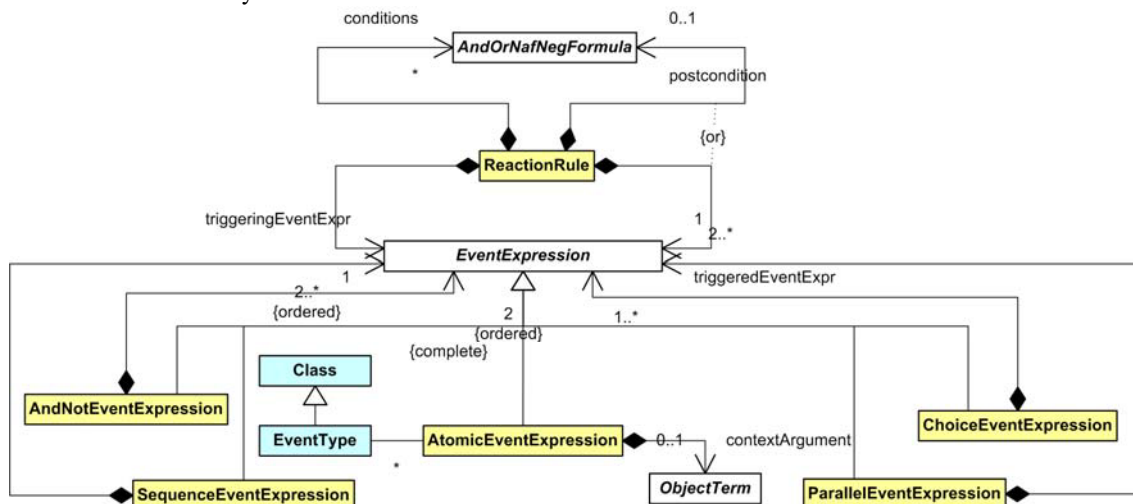 conditions
0..1
AndOrNafNegFormula
*
postcondition
{or}
ReactionRule
triggeringEventExpr
1
2..*
EventExpression
1
triggeredEventExpr
2..*
2
1..*
{ordered}
{ordered}
{complete}
Class
AndNotEventExpression
ChoiceEventExpression
EventType
AtomicEventExpression
0..1
contextArgument
*
ObjectTerm
SequenceEventExpression
ParallelEventExpression